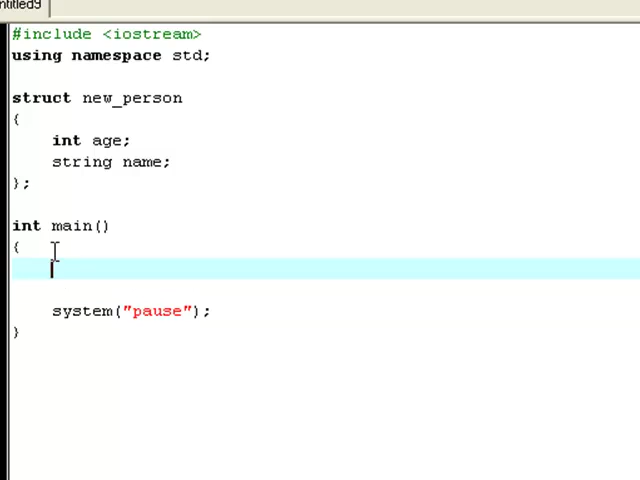 ntitled9
#include <iostream>
using namespace std;
struct new_person
{
int age;
string name;
};
int main()
{
system("pause");
}